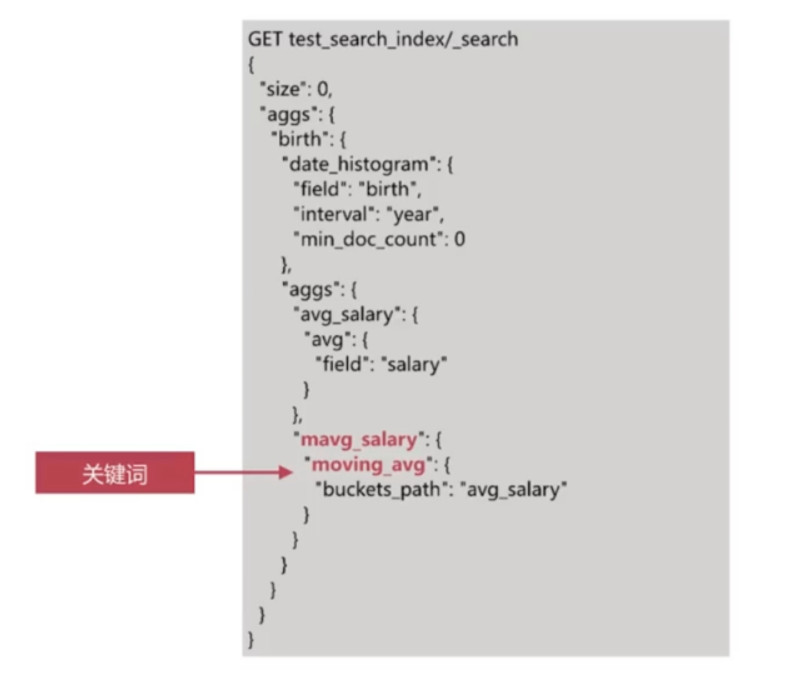 GET test_search_index/_search
{
  "size": 0,
  "aggs": {
    "birth": {
      "date_histogram": {
        "field": "birth",
        "interval": "year",
        "min_doc_count": 0
      },
      "aggs": {
        "avg_salary": {
          "avg": {
            "field": "salary"
          }
        },
        "mavg_salary": {
关键词
          "moving_avg": {
            "buckets_path": "avg_salary"
          }
        }
      }
    }
  }
}